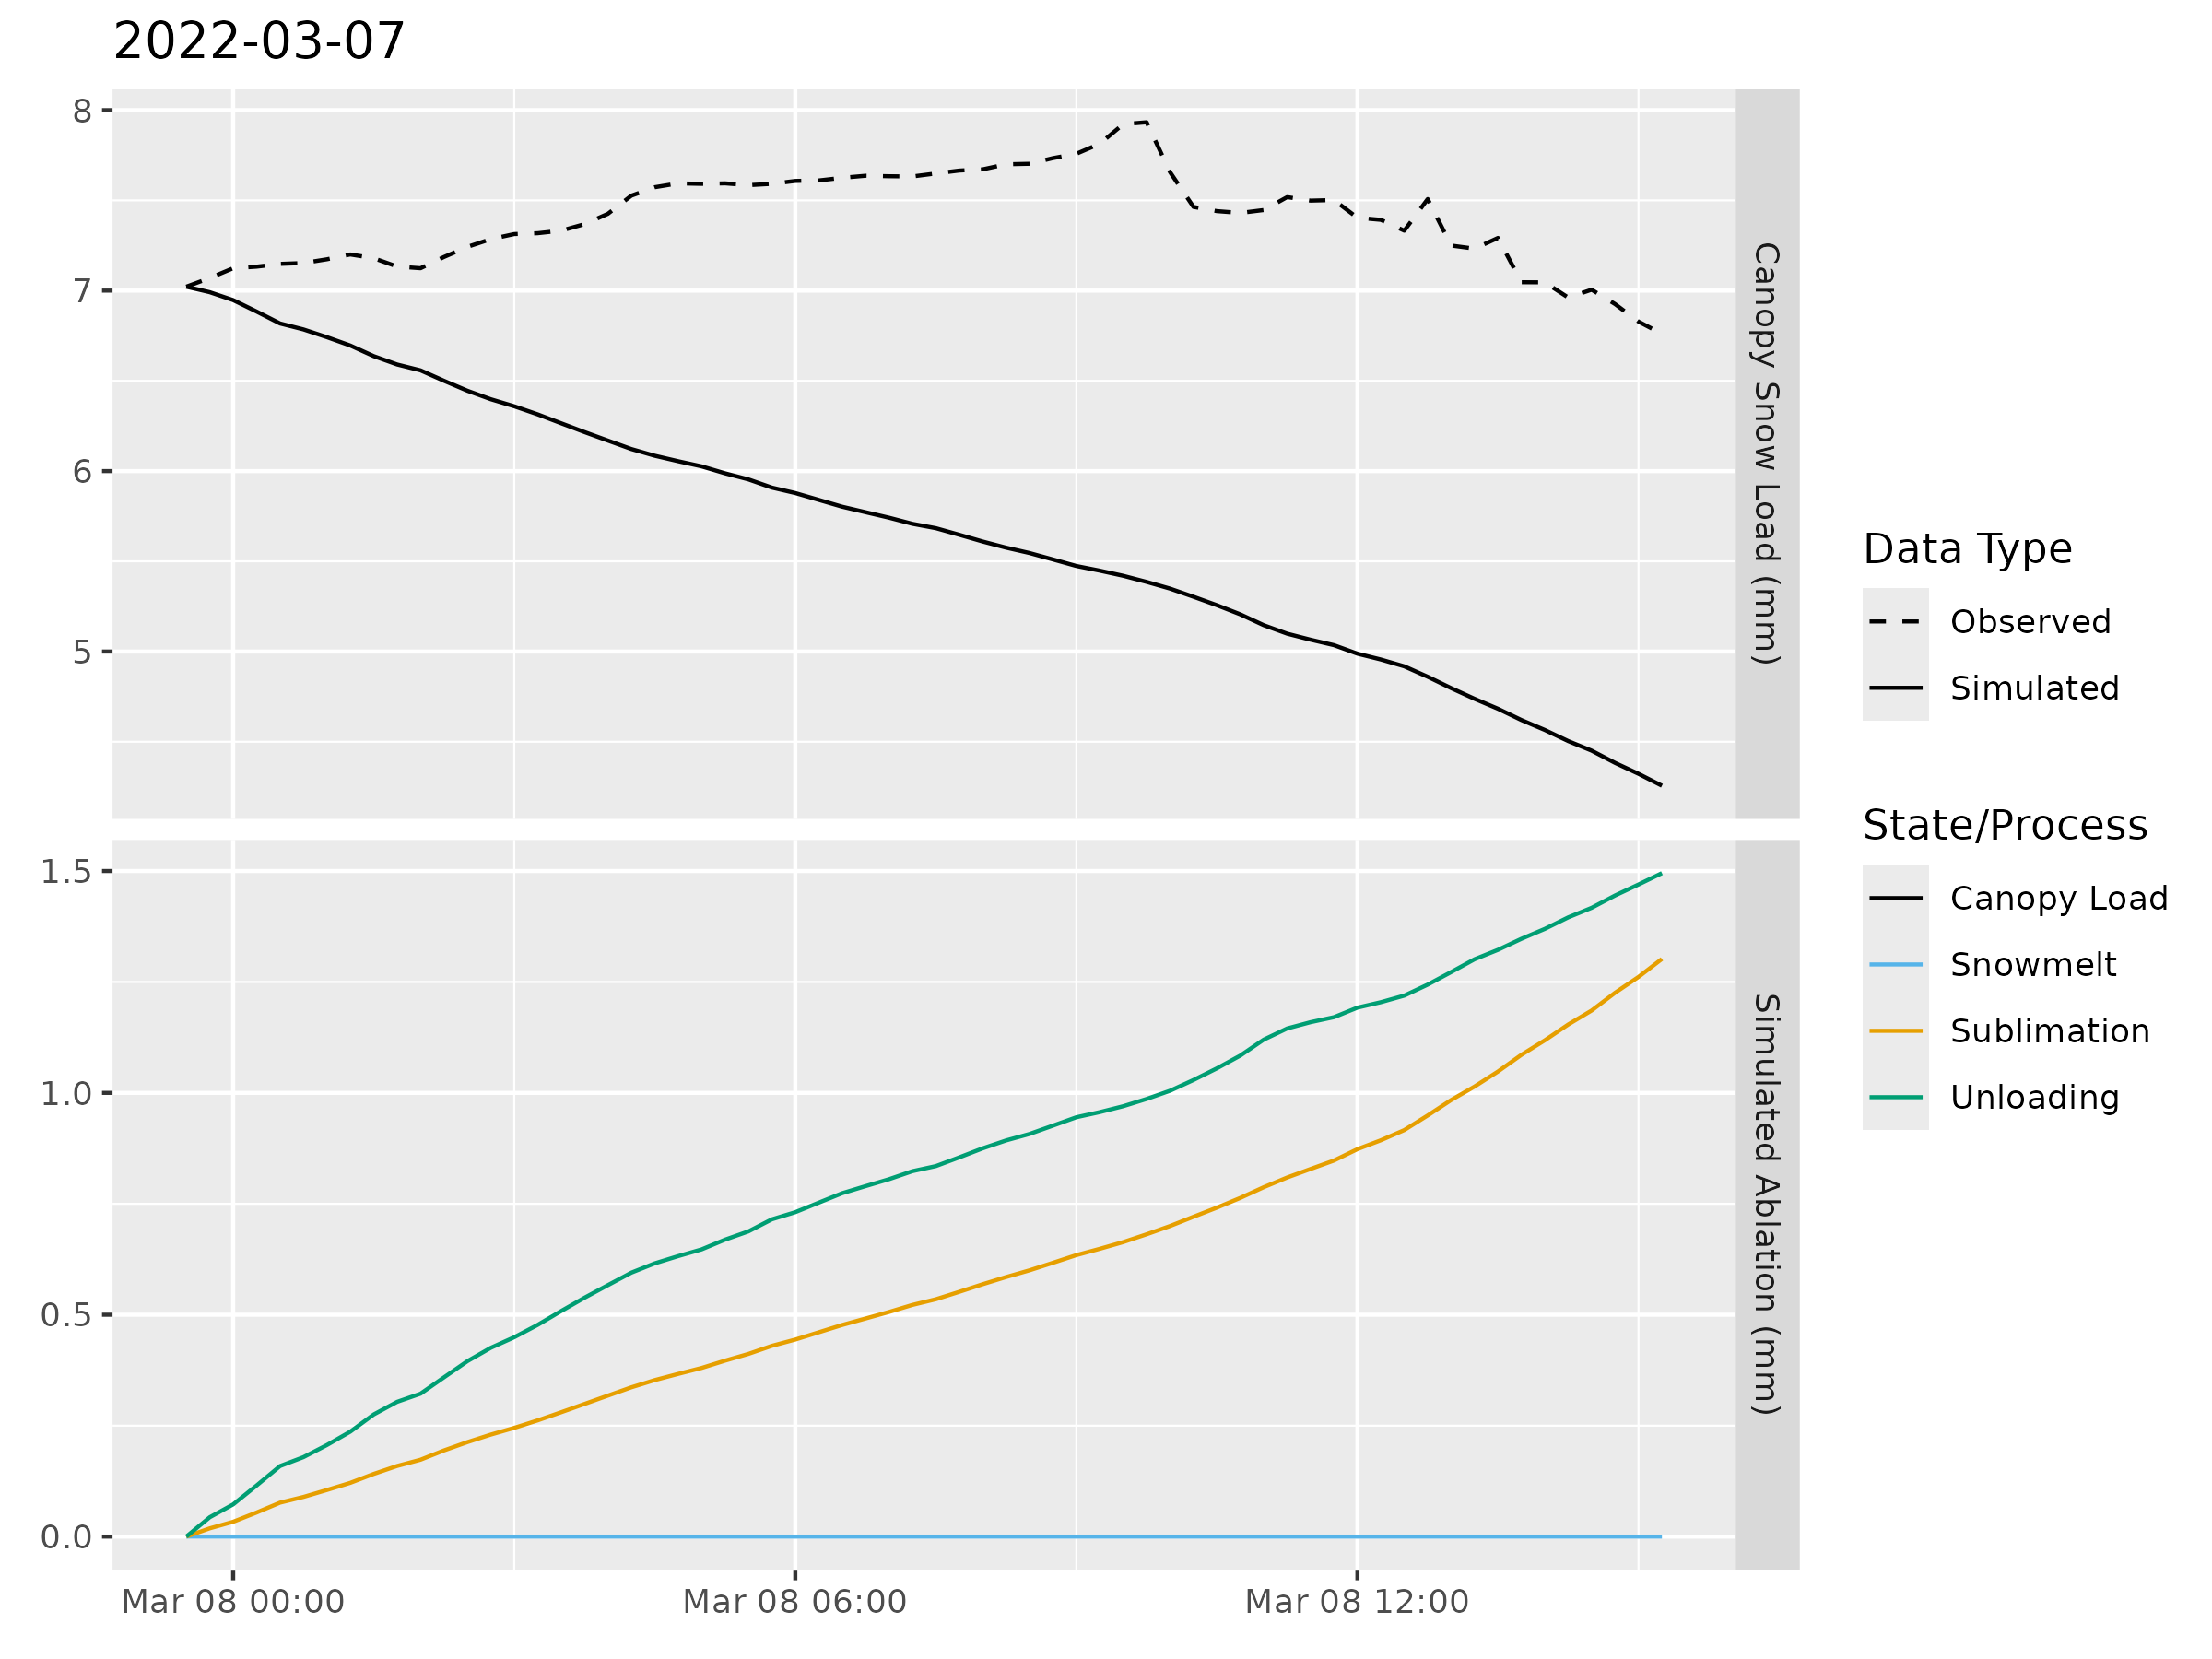 2022-03-07
8
7
6
5
Canopy Snow Load (mm)
1.5
1.0
0.5
0.0
Simulated Ablation (mm)
Mar 08 00:00
Mar 08 06:00
Mar 08 12:00
Data Type
Observed
Simulated
State/Process
Canopy Load
Snowmelt
Sublimation
Unloading